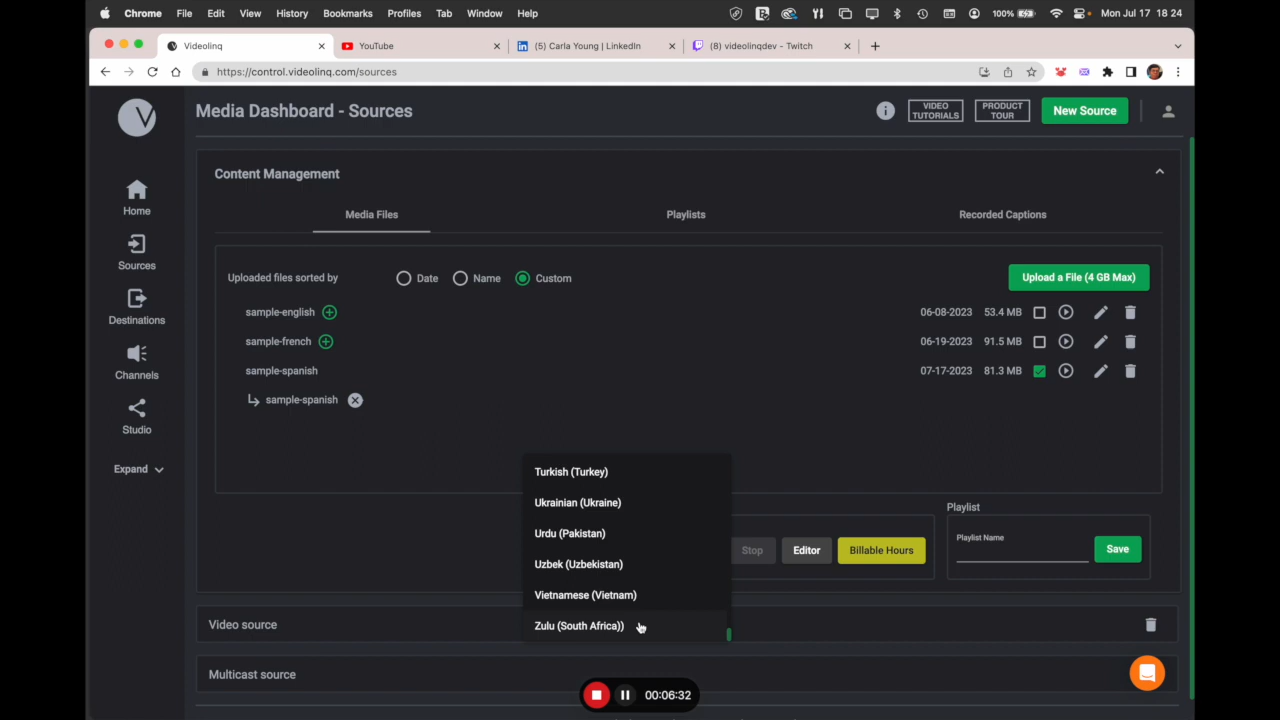 Chrome File Edit View History Bookmarks Profiles Tab Window Help 100% Mon Jul 17 18 24
Videolinq YouTube (5) Carla Young | LinkedIn (8) videolinqdev - Twitch
https://control.videolinq.com/sources
Media Dashboard - Sources
VIDEO TUTORIALS
PRODUCT TOUR
New Source
Home
Sources
Destinations
Channels
Studio
Expand
Content Management
Media Files Playlists Recorded Captions
Uploaded files sorted by Date Name Custom Upload a File (4 GB Max)
sample-english 06-08-2023 53.4 MB
sample-french 06-19-2023 91.5 MB
sample-spanish 07-17-2023 81.3 MB
sample-spanish
Turkish (Turkey)
Ukrainian (Ukraine)
Urdu (Pakistan)
Uzbek (Uzbekistan)
Vietnamese (Vietnam)
Zulu (South Africa))
Stop Editor Billable Hours
Playlist
Playlist Name
Save
Video source
Multicast source
00:06:32